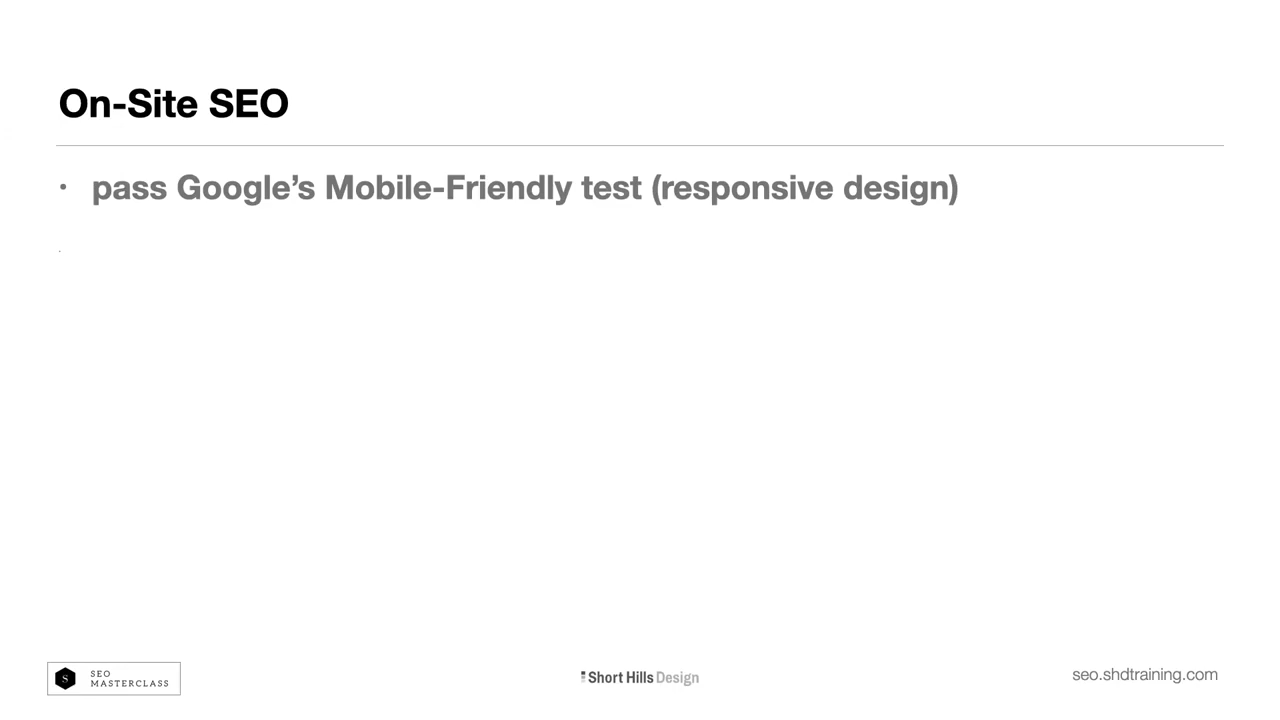 On-Site SEO
• pass Google’s Mobile-Friendly test (responsive design)
S
SEO
MASTERCLASS
Short Hills Design
seo.shdtraining.com